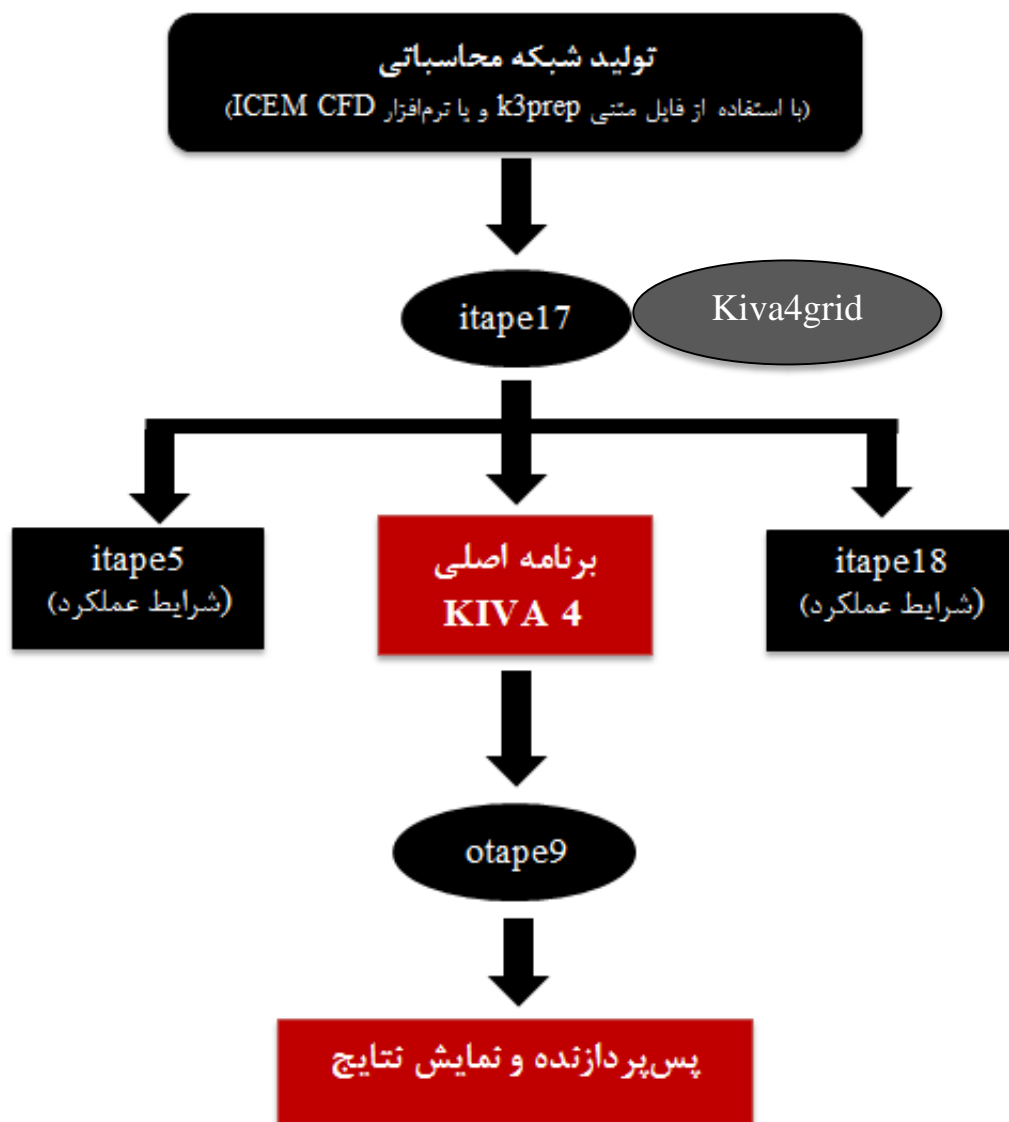 تولید شبکه محاسباتی
(با استفاده از فایل متنی k3prep و یا نرم‌افزار ICEM CFD)
itape17
Kiva4grid
itape5
(شرایط عملکرد)
برنامه اصلی
KIVA 4
itape18
(شرایط عملکرد)
otape9
پس‌پردازنده و نمایش نتایج